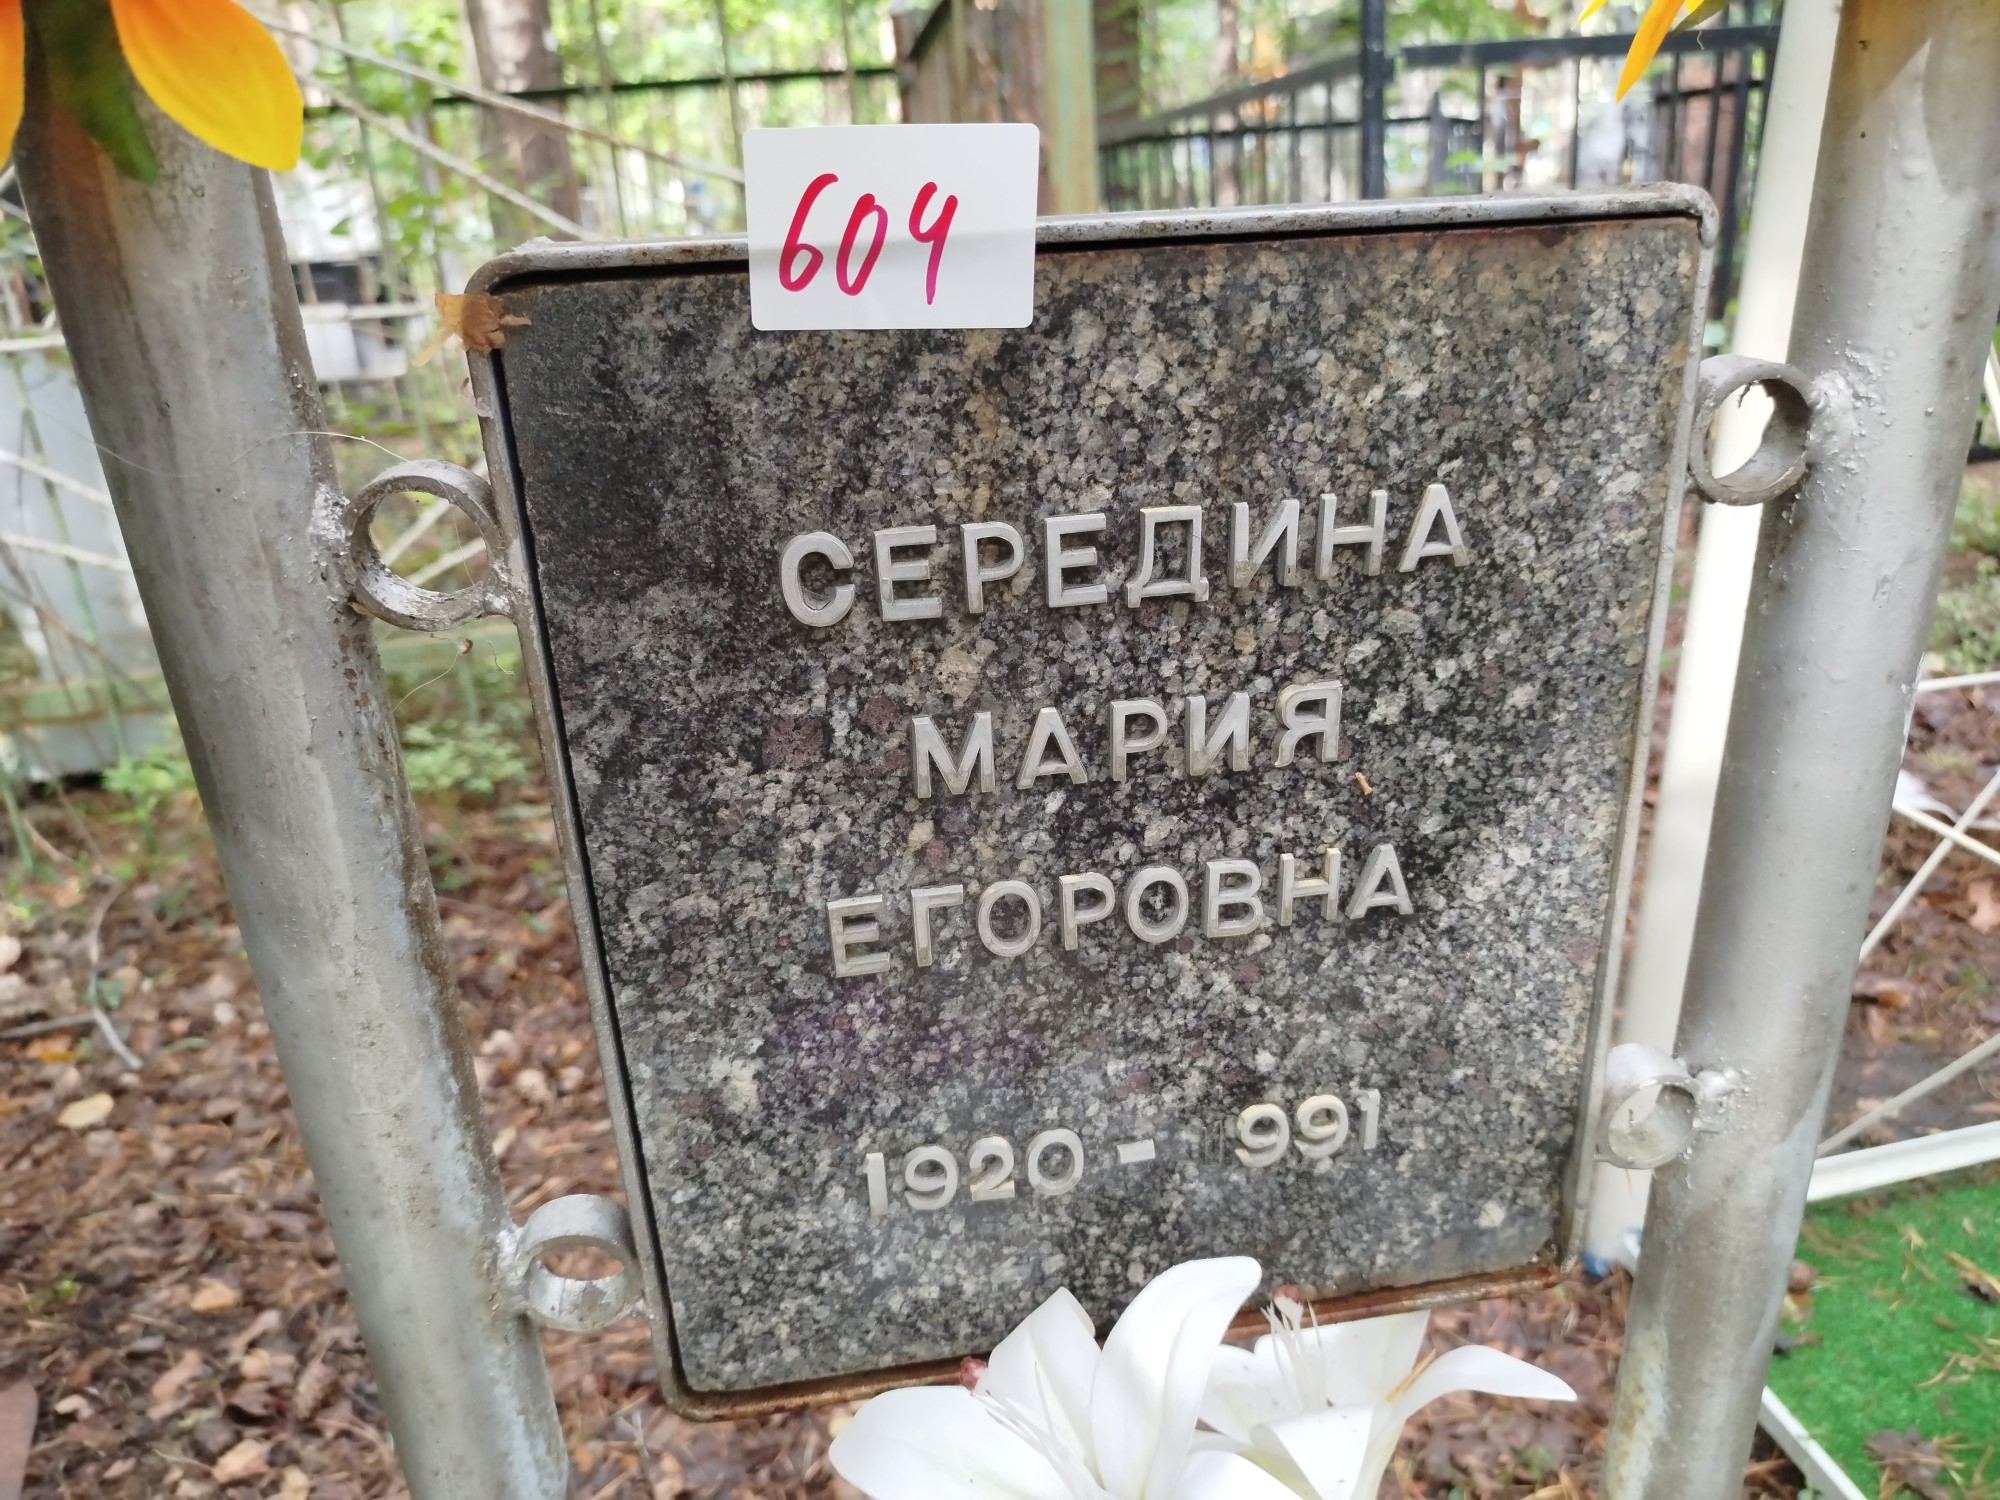 604
СЕРЕДИНА
МАРИЯ
ЕГОРОВНА
1920 - 991